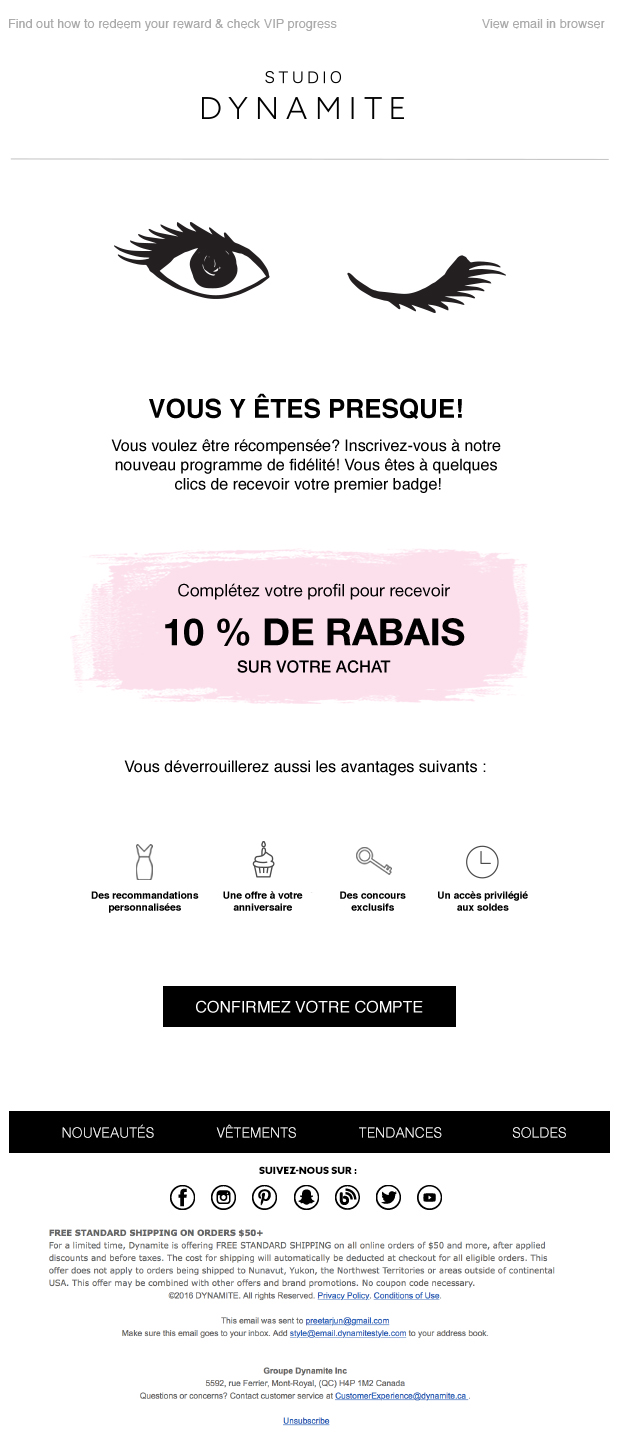 Find out how to redeem your reward & check VIP progress
View email in browser
STUDIO
DYNAMITE
VOUS Y ÊTES PRESQUE!
Vous voulez être récompensée? Inscrivez-vous à notre
nouveau programme de fidélité! Vous êtes à quelques
clics de recevoir votre premier badge!
Complétez votre profil pour recevoir
10 % DE RABAIS
SUR VOTRE ACHAT
Vous déverrouillerez aussi les avantages suivants :
Des recommandations
personnalisées
Une offre à votre
anniversaire
Des concours
exclusifs
Un accès privilégié
aux soldes
CONFIRMEZ VOTRE COMPTE
NOUVEAUTÉS VÊTEMENTS TENDANCES SOLDES
SUIVEZ-NOUS SUR :
FREE STANDARD SHIPPING ON ORDERS $50+
For a limited time, Dynamite is offering FREE STANDARD SHIPPING on all online orders of $50 and more, after applied
discounts and before taxes. The cost for shipping will automatically be deducted at checkout for all eligible orders. This
offer does not apply to orders being shipped to Nunavut, Yukon, the Northwest Territories or areas outside of continental
USA. This offer may be combined with other offers and brand promotions. No coupon code necessary.
©2016 DYNAMITE. All rights Reserved. Privacy Policy. Conditions of Use.
This email was sent to preetarjun@gmail.com
Make sure this email goes to your inbox. Add style@email.dynamitestyle.com to your address book.
Groupe Dynamite Inc
5592, rue Ferrier, Mont-Royal, (QC) H4P 1M2 Canada
Questions or concerns? Contact customer service at CustomerExperience@dynamite.ca .
Unsubscribe